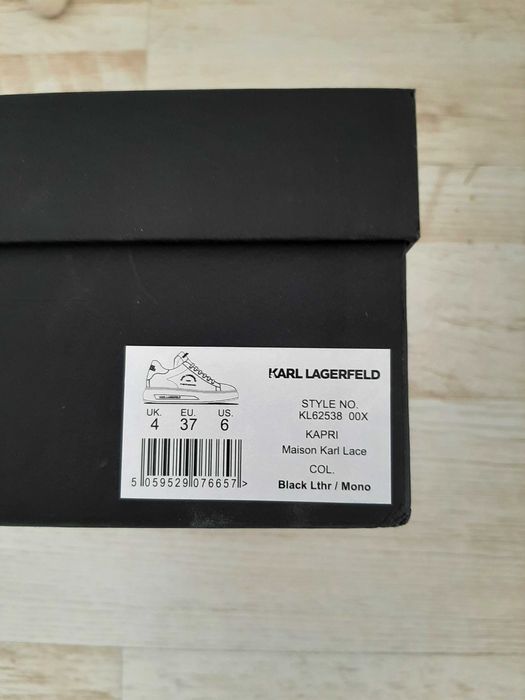 KARL LAGERFELD
STYLE NO.
KL62538 00X
KAPRI
Maison Karl Lace
COL.
Black Lthr / Mono
UK. EU. US.
4 37 6
5 059529 076657 >